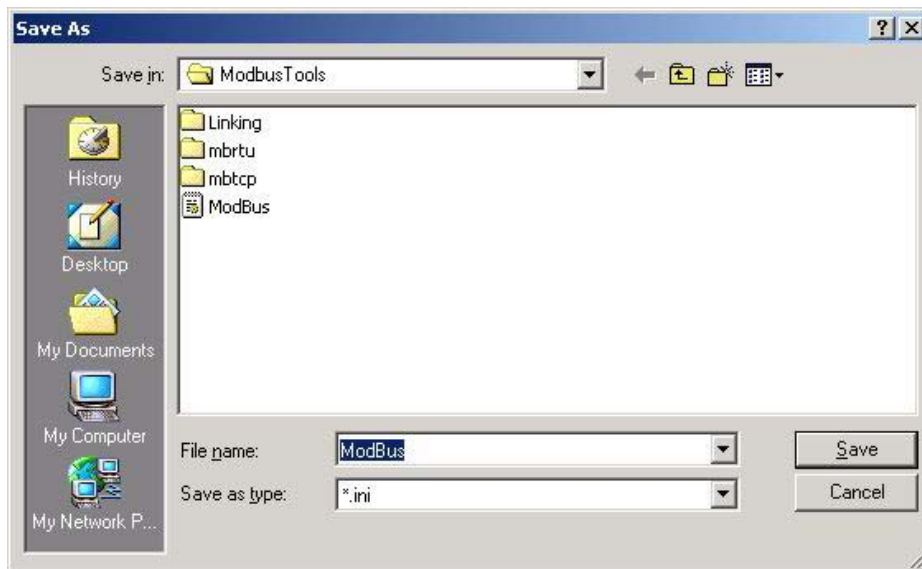 Save As
Save in: ModbusTools
History
Desktop
My Documents
My Computer
My Network P...
Linking
mbrtu
mbtcp
ModBus
File name: ModBus
Save
Save as type: *.ini
Cancel